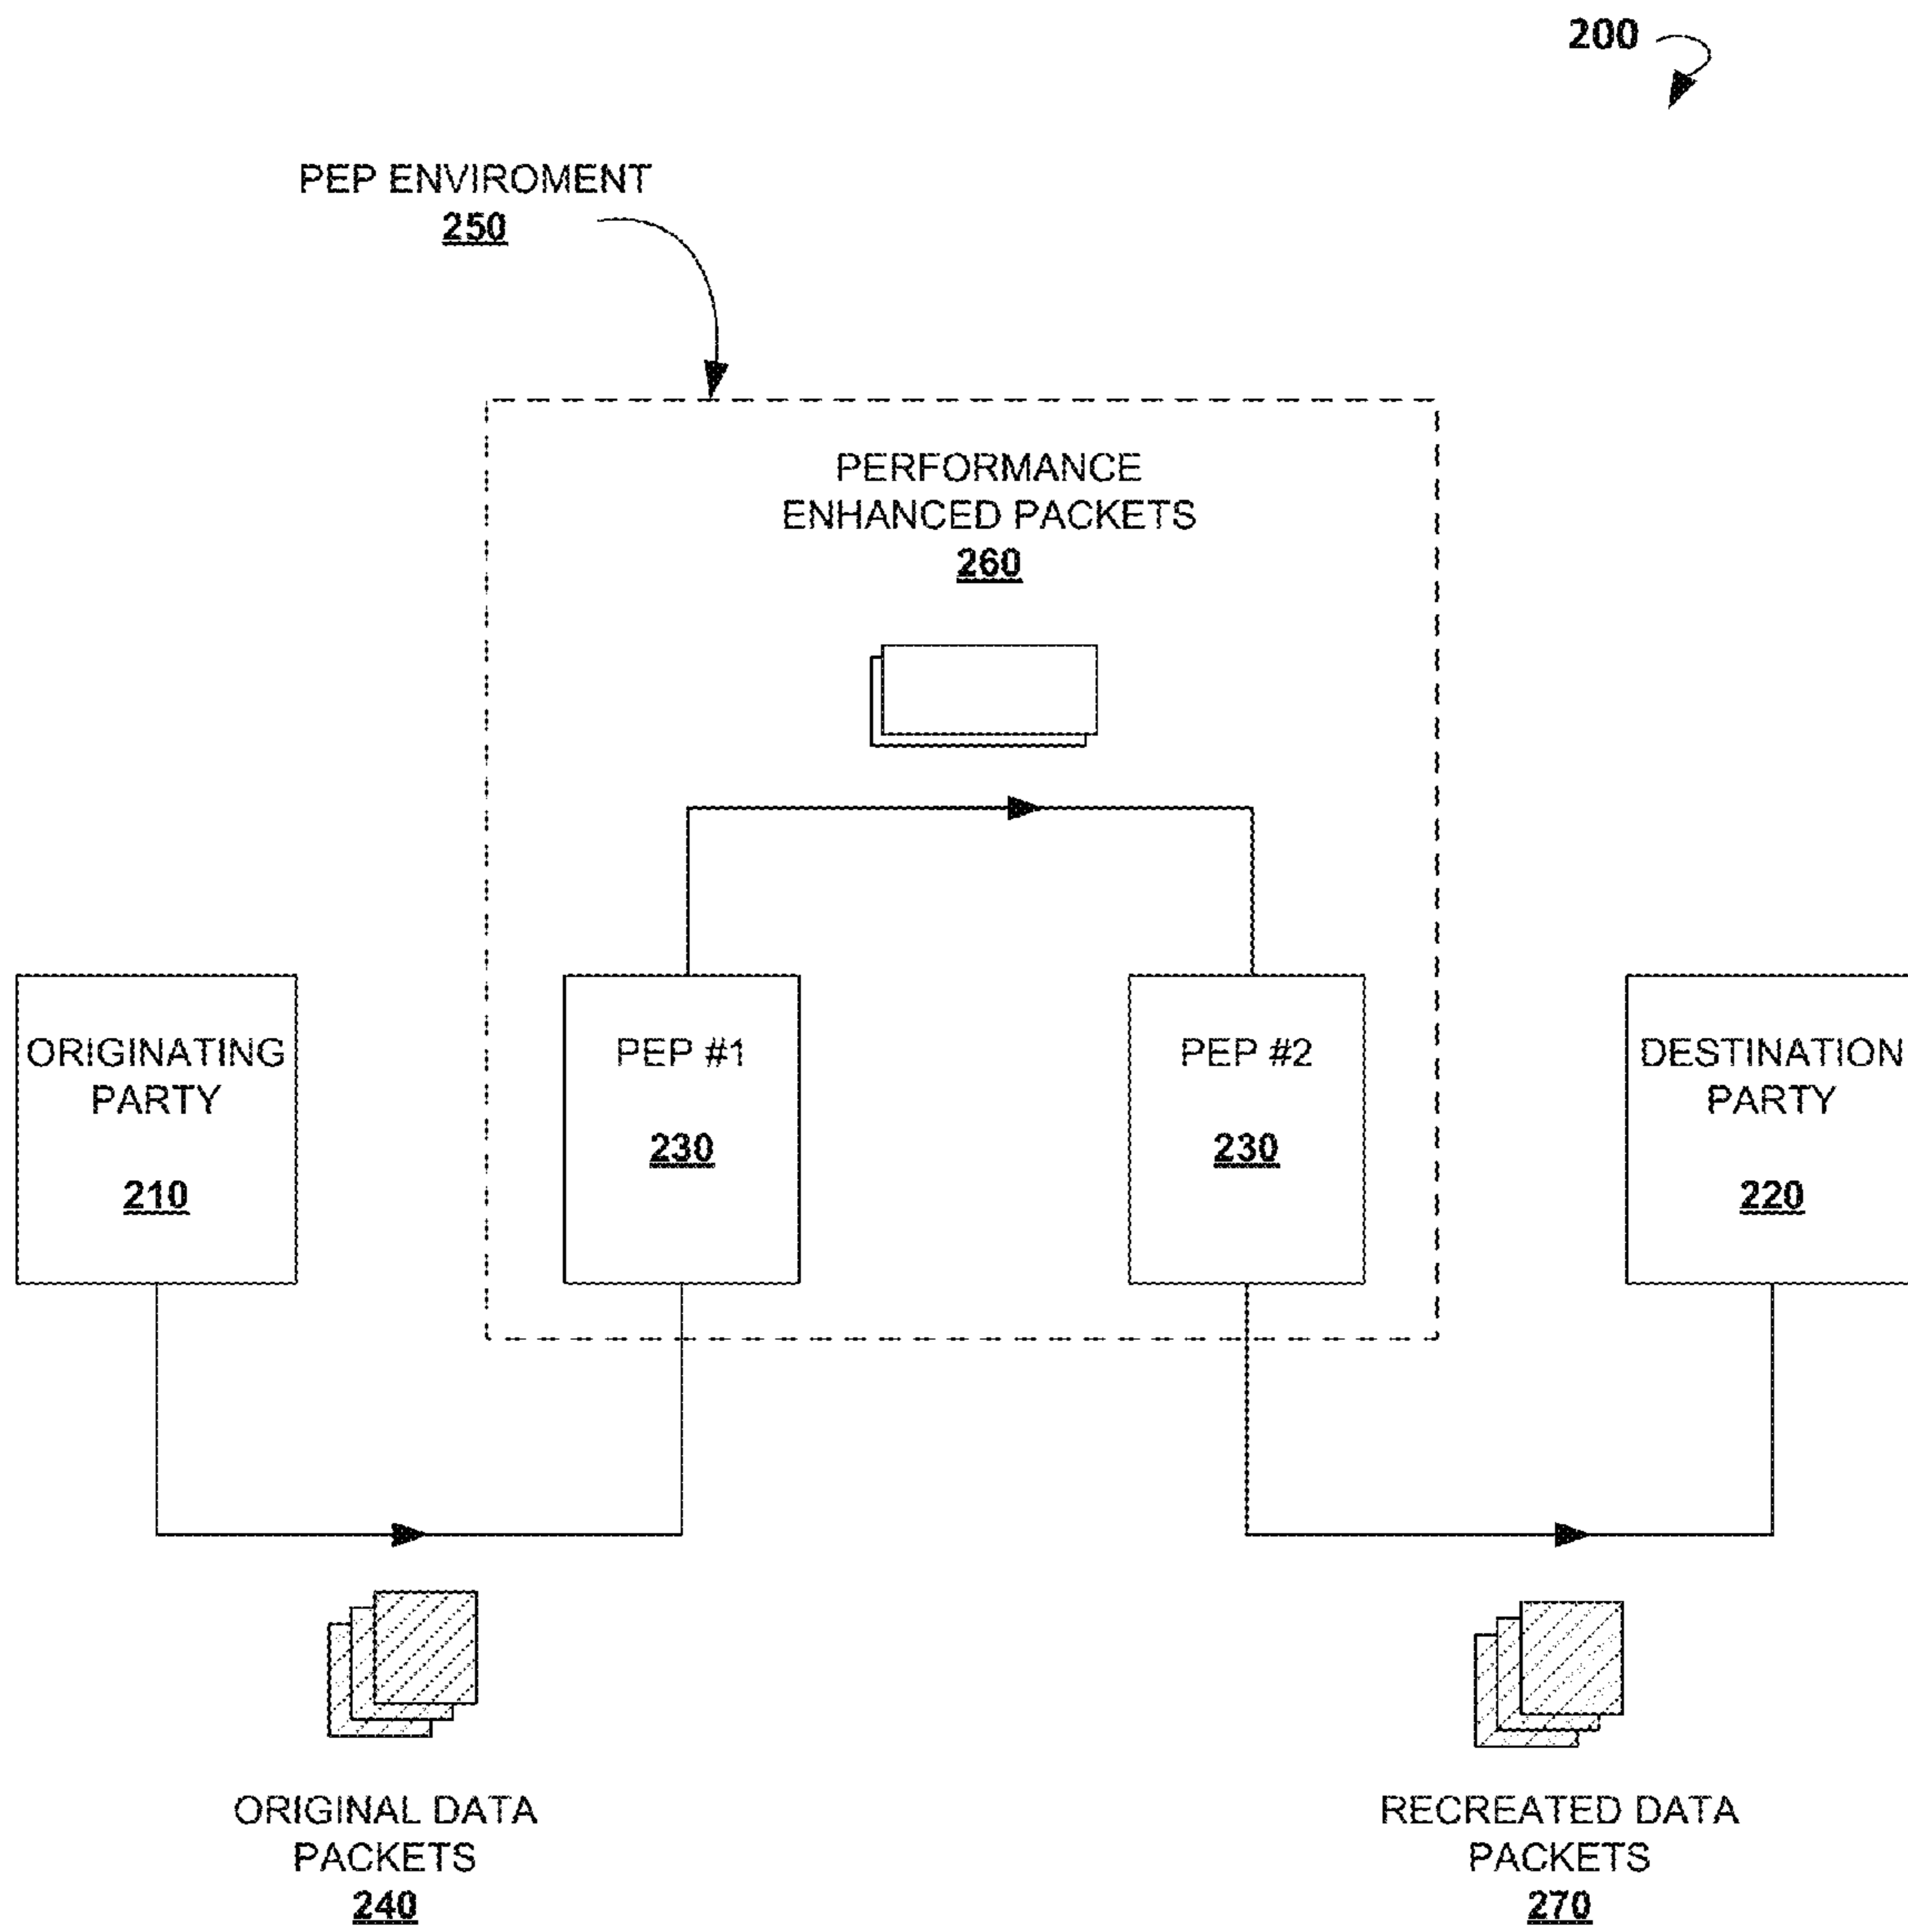 200
PEP ENVIROMENT
250
PERFORMANCE
ENHANCED PACKETS
260
ORIGINATING
PARTY
210
PEP #1
230
PEP #2
230
DESTINATION
PARTY
220
ORIGINAL DATA
PACKETS
240
RECREATED DATA
PACKETS
270